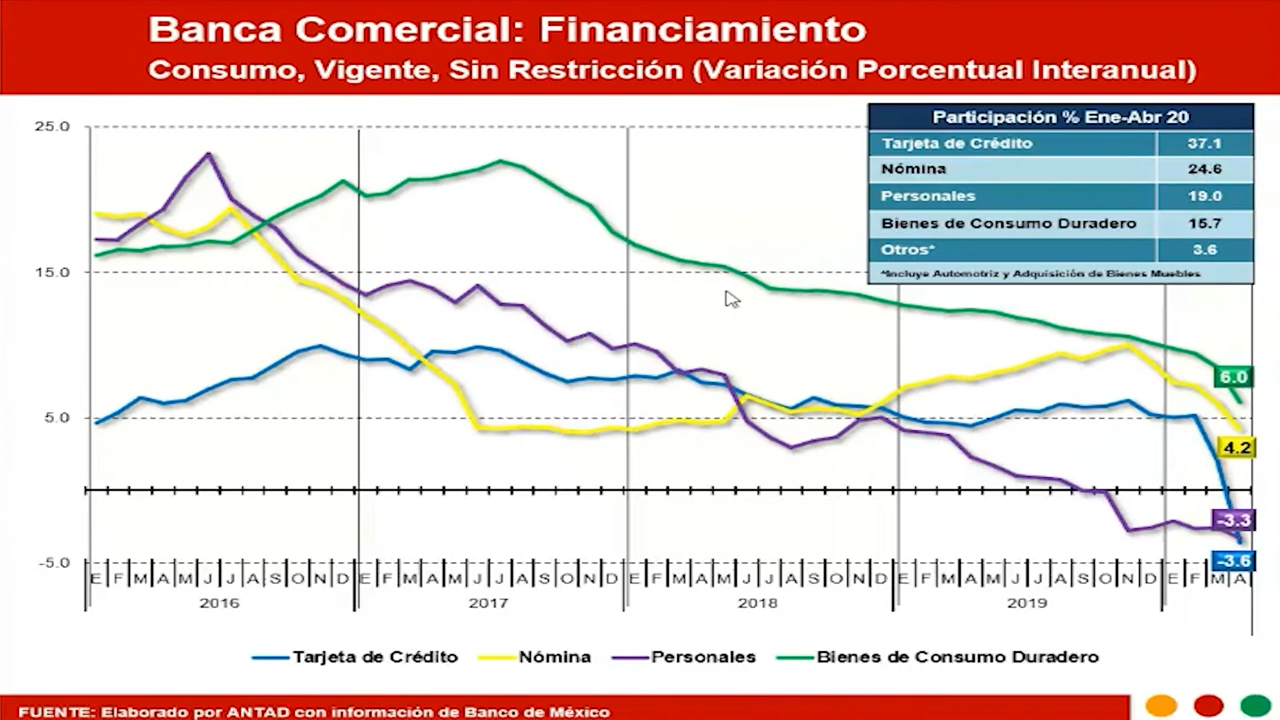 Banca Comercial: Financiamiento
Consumo, Vigente, Sin Restricción (Variación Porcentual Interanual)
Participación % Ene-Abr 20
Tarjeta de Crédito 37.1
Nómina 24.6
Personales 19.0
Bienes de Consumo Duradero 15.7
Otros* 3.6
*Incluye Automotriz y Adquisición de Bienes Muebles
25.0
15.0
5.0
-5.0
6.0
4.2
-3.3
-3.6
E F M A M J J A S O N D E F M A M J J A S O N D E F M A M J J A S O N D E F M A M J J A S O N D E F M A
2016 2017 2018 2019
Tarjeta de Crédito Nómina Personales Bienes de Consumo Duradero
FUENTE: Elaborado por ANTAD con información de Banco de México